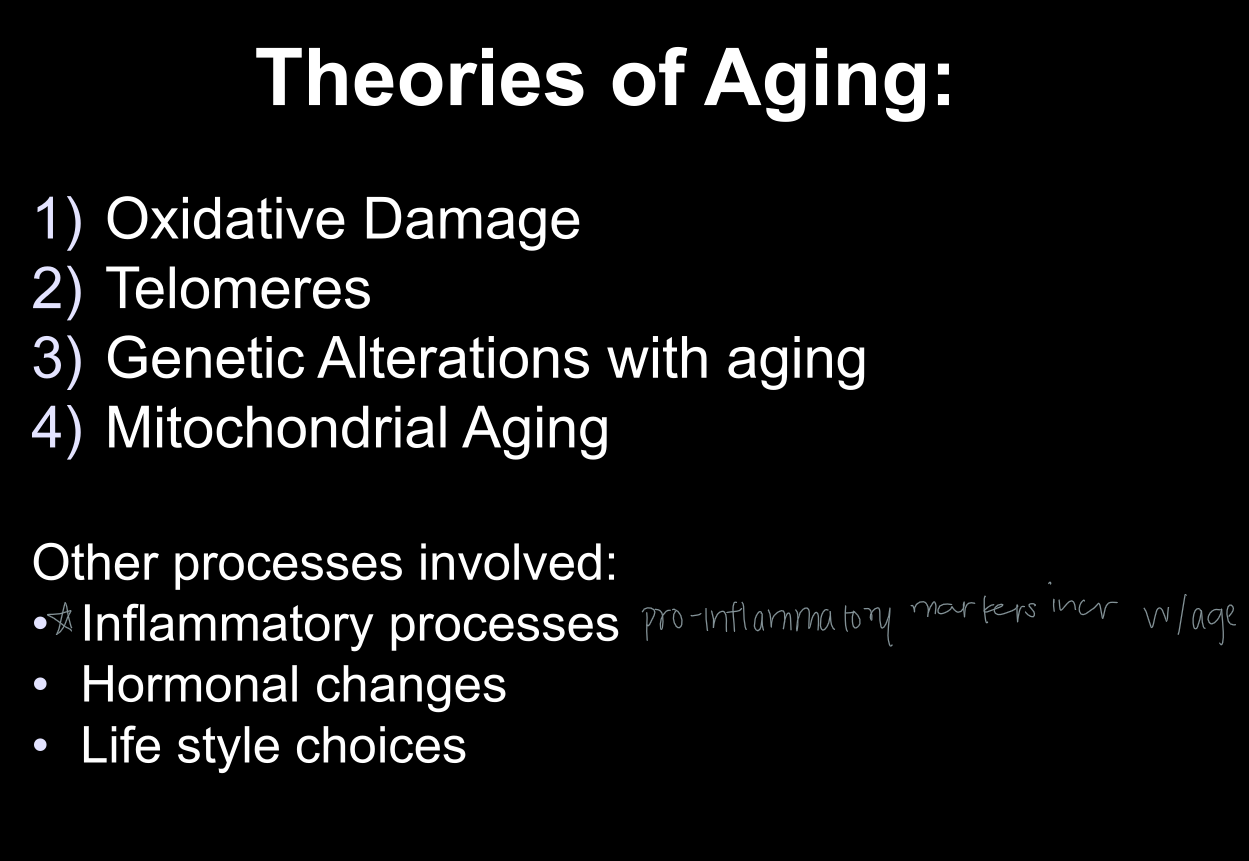 Theories of Aging:
1) Oxidative Damage
2) Telomeres
3) Genetic Alterations with aging
4) Mitochondrial Aging
Other processes involved:
•☆ Inflammatory processes pro-inflammatory markers incr w/age
• Hormonal changes
• Life style choices